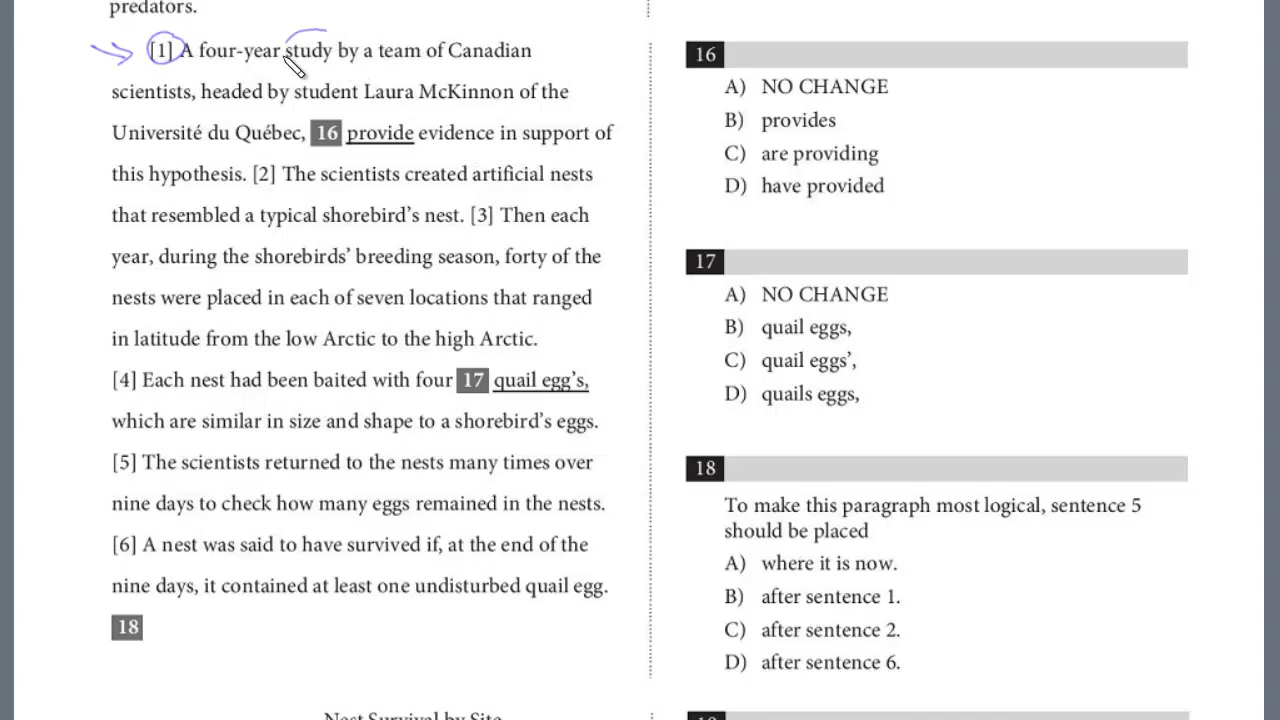 predators.
[1] A four-year study by a team of Canadian
scientists, headed by student Laura McKinnon of the
Université du Québec, 16 provide evidence in support of
this hypothesis. [2] The scientists created artificial nests
that resembled a typical shorebird’s nest. [3] Then each
year, during the shorebirds’ breeding season, forty of the
nests were placed in each of seven locations that ranged
in latitude from the low Arctic to the high Arctic.
[4] Each nest had been baited with four 17 quail egg’s,
which are similar in size and shape to a shorebird’s eggs.
[5] The scientists returned to the nests many times over
nine days to check how many eggs remained in the nests.
[6] A nest was said to have survived if, at the end of the
nine days, it contained at least one undisturbed quail egg.
18
Nest Survival by Site
16
A) NO CHANGE
B) provides
C) are providing
D) have provided
17
A) NO CHANGE
B) quail eggs,
C) quail eggs’,
D) quails eggs,
18
To make this paragraph most logical, sentence 5
should be placed
A) where it is now.
B) after sentence 1.
C) after sentence 2.
D) after sentence 6.